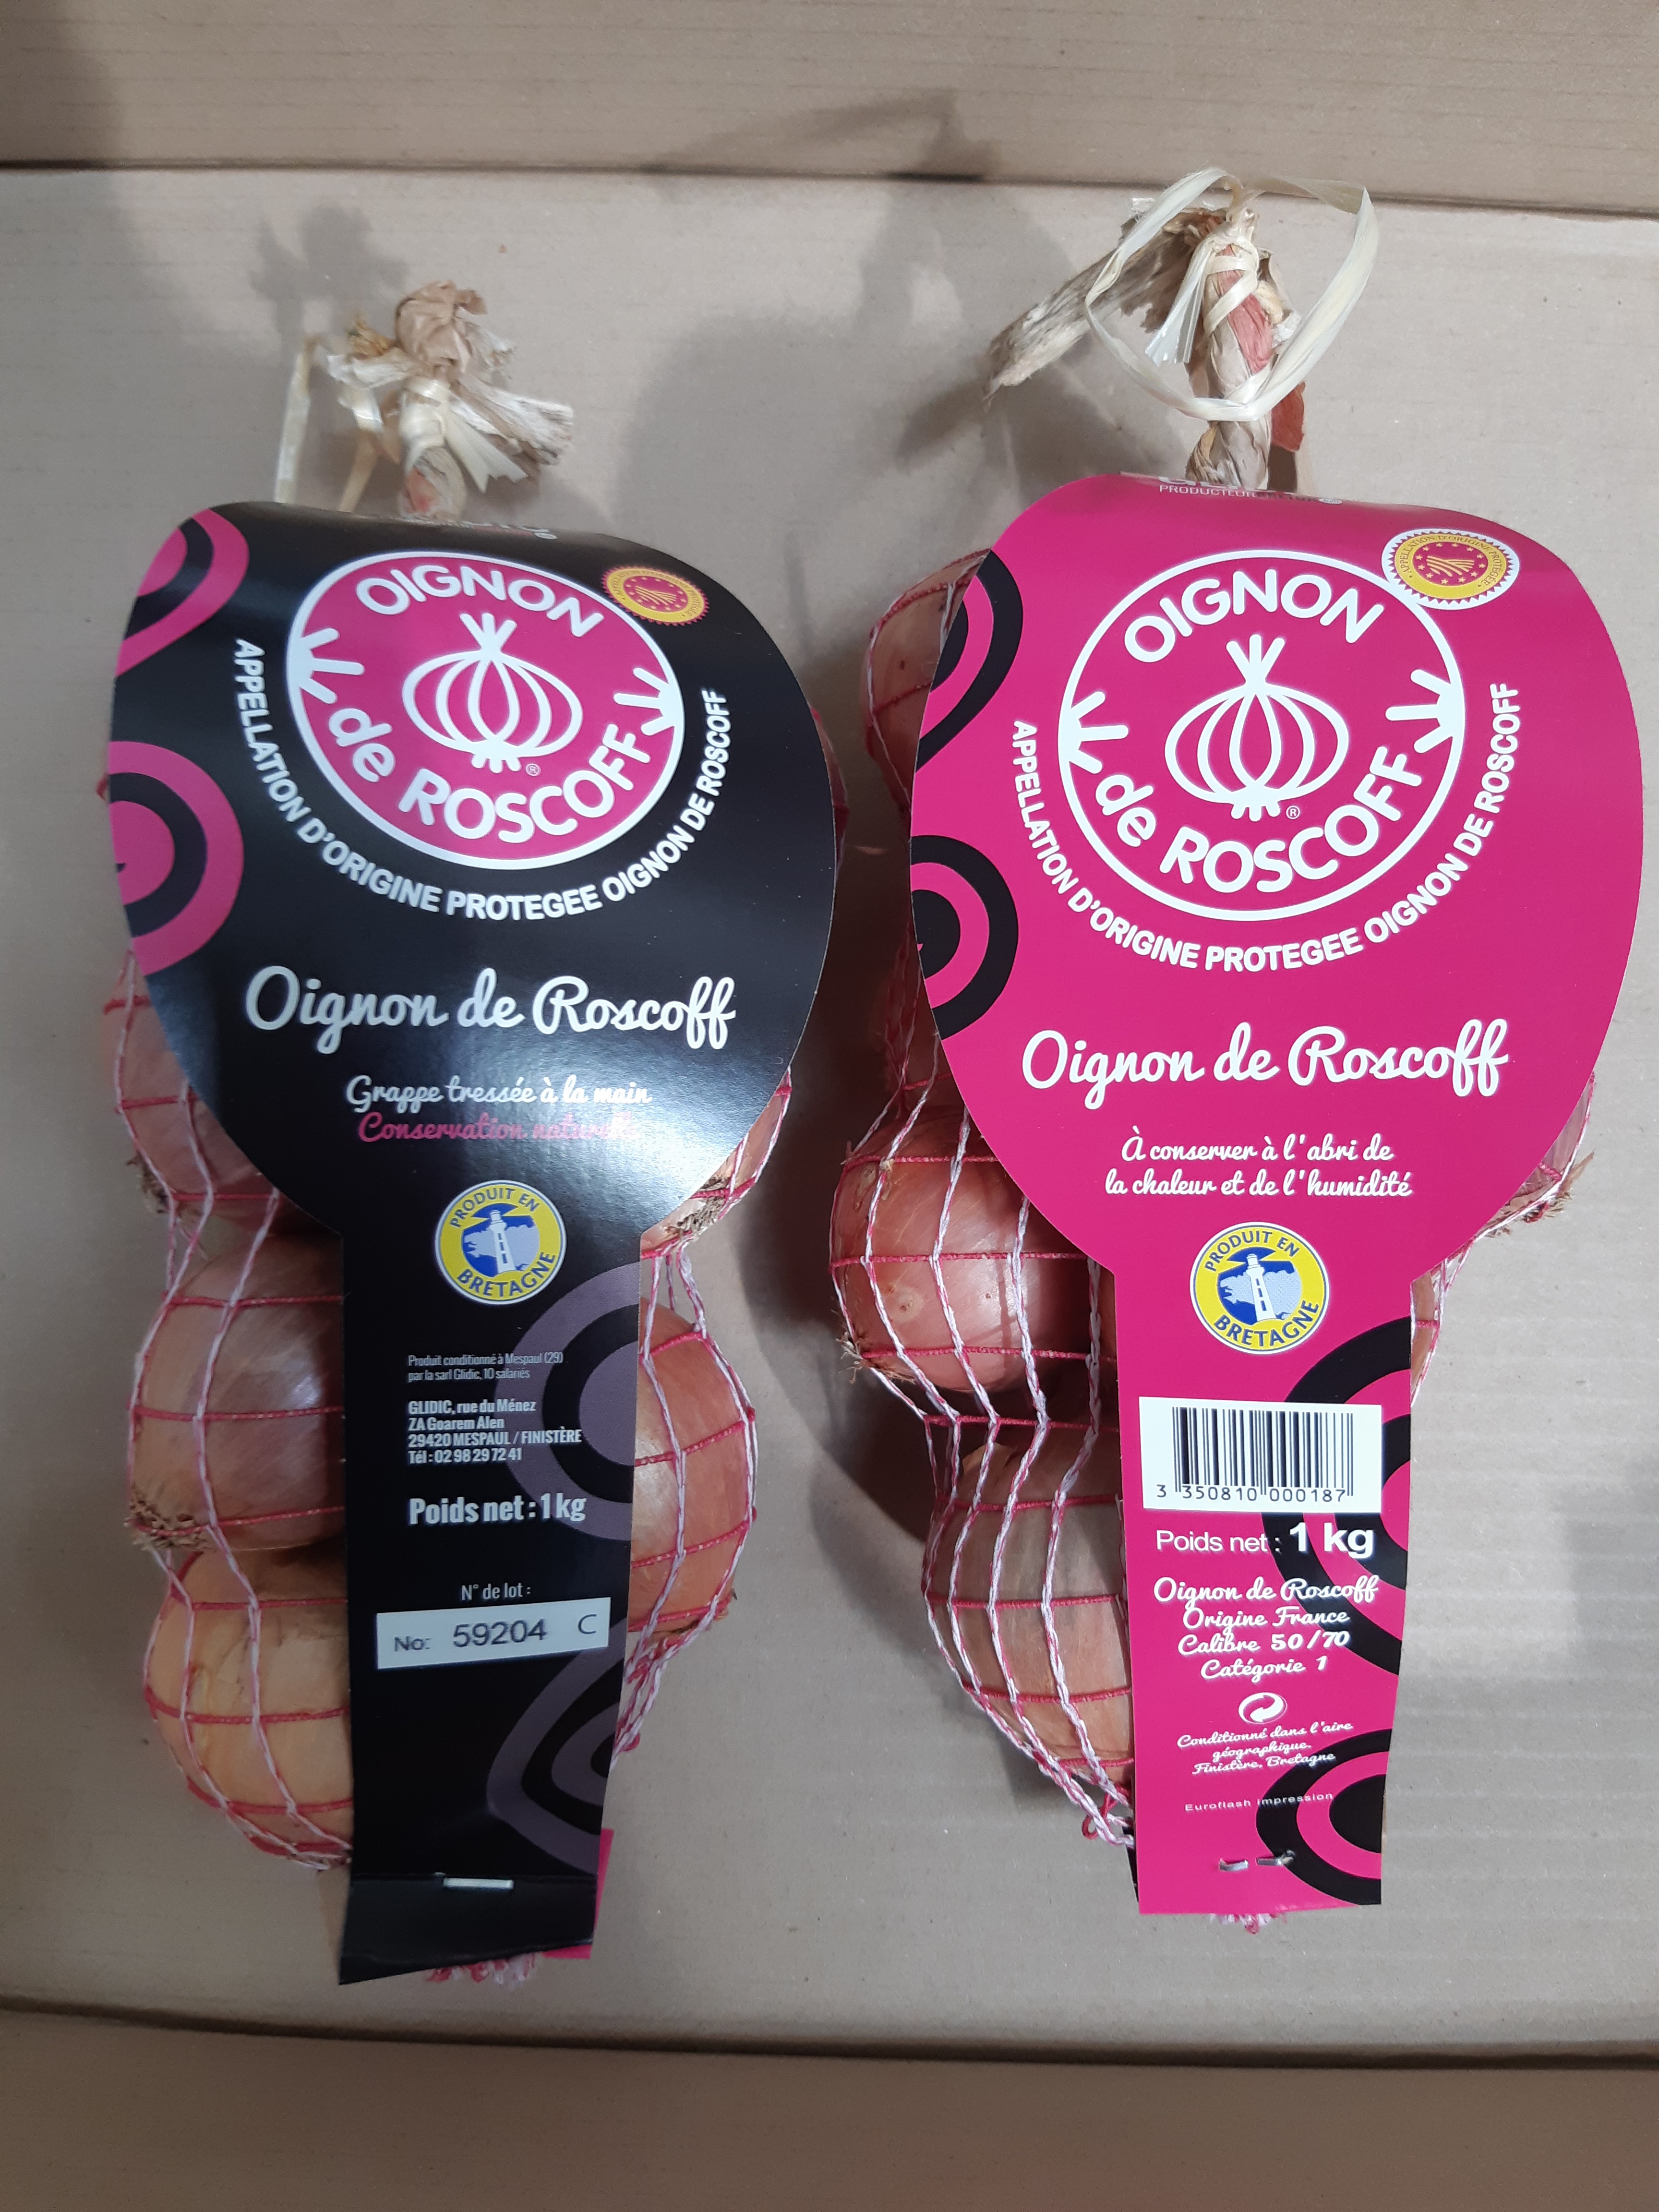 OIGNON
de ROSCOFF
®
APPELLATION D'ORIGINE PROTEGEE OIGNON DE ROSCOFF
Oignon de Roscoff
Grappe tressée à la main
Conservation naturelle
PRODUIT EN
BRETAGNE
Produit conditionné à Mespaul (29)
par la sarl Glidic, 10 salariés
GLIDIC, rue du Ménez
ZA Goarem Alen
29420 MESPAUL / FINISTÈRE
Tél : 02 98 29 72 41
Poids net : 1 kg
N° de lot :
No: 59204 C
OIGNON
de ROSCOFF
®
APPELLATION D'ORIGINE PROTÉGÉE
APPELLATION D'ORIGINE PROTEGEE OIGNON DE ROSCOFF
Oignon de Roscoff
À conserver à l'abri de
la chaleur et de l'humidité
PRODUIT EN
BRETAGNE
3 350810 000187
Poids net : 1 kg
Oignon de Roscoff
Origine France
Calibre 50/70
Catégorie 1
Conditionné dans l'aire
géographique.
Finistère, Bretagne
Euroflash impression